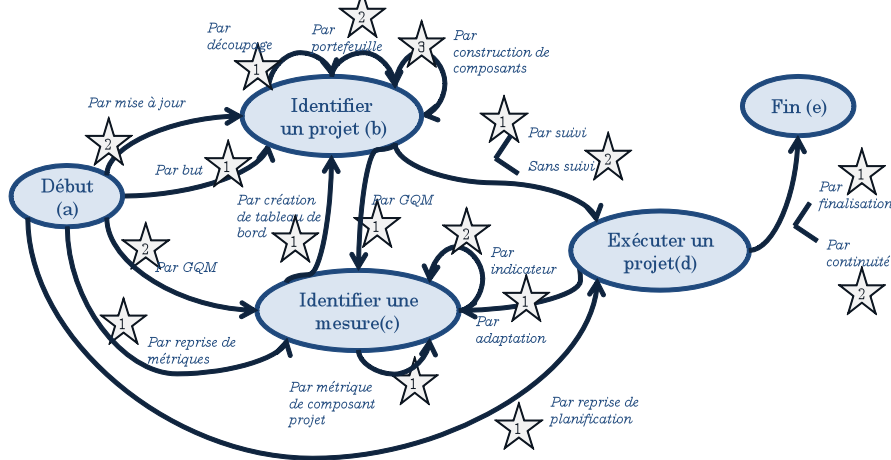 Par
découpage
1
Par
portefeuille
2
3
Par
construction de
composants
Par mise à jour
2
Identifier
un projet (b)
Fin (e)
1
Par suivi
Sans suivi
2
Par but
1
Début
(a)
Par
finalisation
1
Par création
de tableau de
bord
1
Par GQM
1
2
Par GQM
2
Par
indicateur
Exécuter un
projet(d)
Par
continuité
2
Identifier une
mesure(c)
1
Par
adaptation
1
Par reprise de
métriques
Par métrique
de composant
projet
1
Par reprise de
planification
1